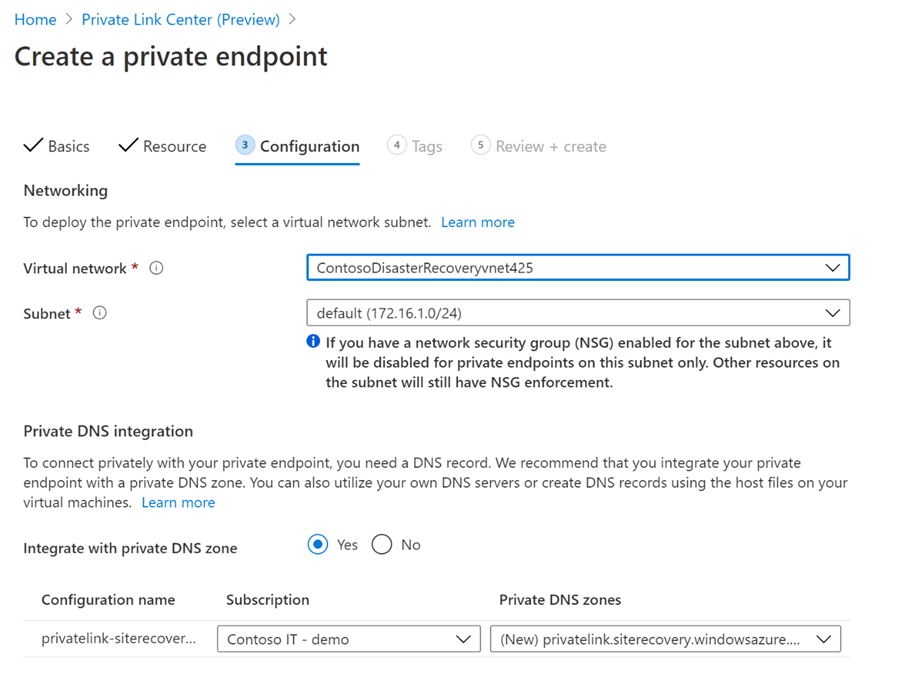 Home > Private Link Center (Preview) >
Create a private endpoint
Basics Resource 3 Configuration 4 Tags 5 Review + create
Networking
To deploy the private endpoint, select a virtual network subnet. Learn more
Virtual network * ContosoDisasterRecoveryvnet425
Subnet * default (172.16.1.0/24)
If you have a network security group (NSG) enabled for the subnet above, it
will be disabled for private endpoints on this subnet only. Other resources on
the subnet will still have NSG enforcement.
Private DNS integration
To connect privately with your private endpoint, you need a DNS record. We recommend that you integrate your private
endpoint with a private DNS zone. You can also utilize your own DNS servers or create DNS records using the host files on your
virtual machines. Learn more
Integrate with private DNS zone Yes No
Configuration name Subscription Private DNS zones
privatelink-siterecover... Contoso IT - demo (New) privatelink.siterecovery.windowsazure....